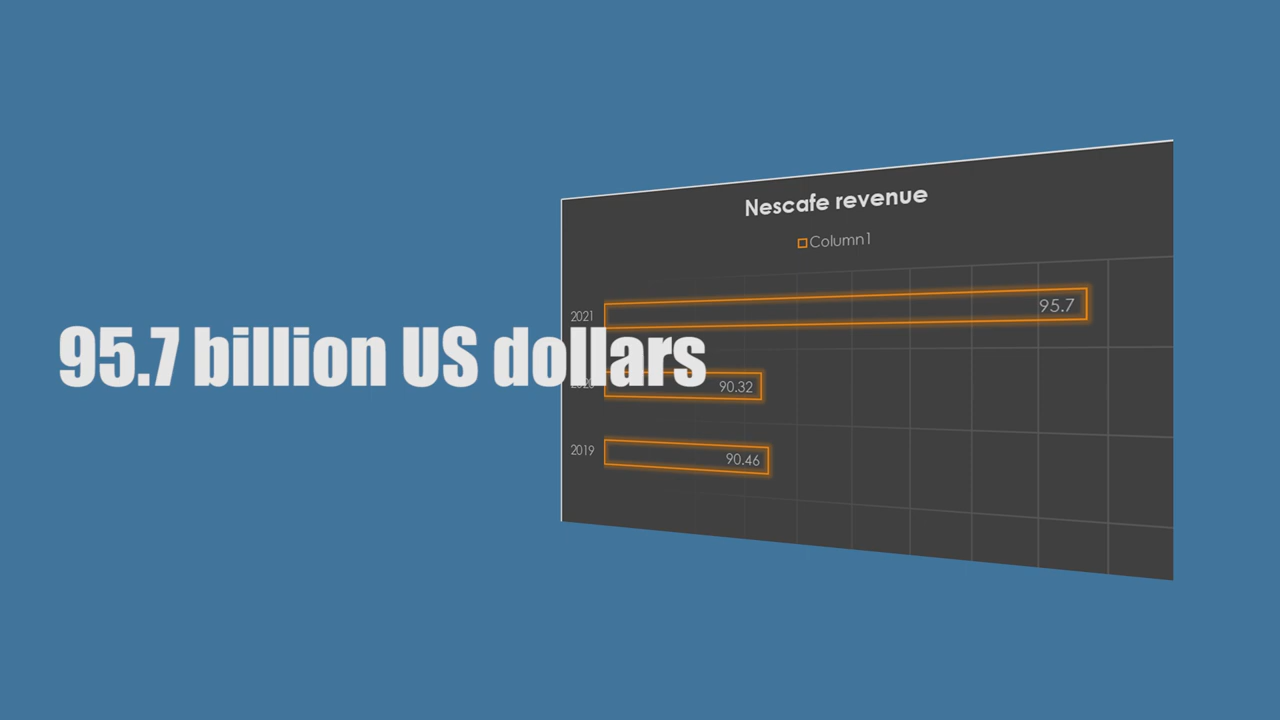 Nescafe revenue
Column1
2021
95.7
95.7 billion US dollars
90.32
2019
90.46